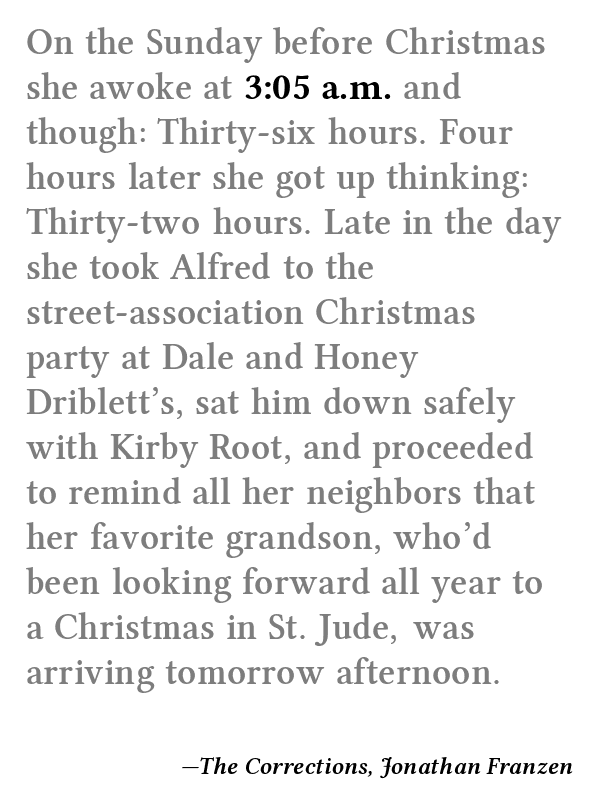 On the Sunday before Christmas
she awoke at 3:05 a.m. and
though: Thirty-six hours. Four
hours later she got up thinking:
Thirty-two hours. Late in the day
she took Alfred to the
street-association Christmas
party at Dale and Honey
Driblett’s, sat him down safely
with Kirby Root, and proceeded
to remind all her neighbors that
her favorite grandson, who’d
been looking forward all year to
a Christmas in St. Jude, was
arriving tomorrow afternoon.
—The Corrections, Jonathan Franzen